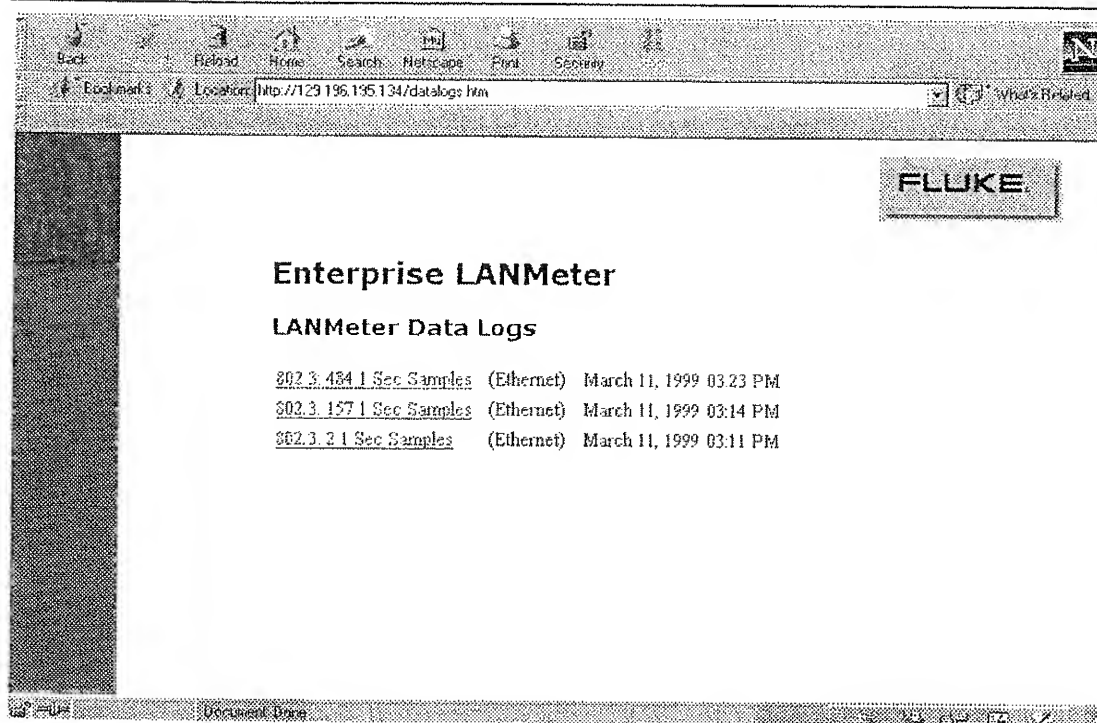 Back Reload Home Search Netscape Print Security
Bookmarks Location: http://129.196.195.134/datalogs.htm What's Related
N
FLUKE.
Enterprise LANMeter
LANMeter Data Logs
802.3: 484 1 Sec Samples (Ethernet) March 11, 1999 03:23 PM
802.3: 157 1 Sec Samples (Ethernet) March 11, 1999 03:14 PM
802.3: 2 1 Sec Samples (Ethernet) March 11, 1999 03:11 PM
Document: Done